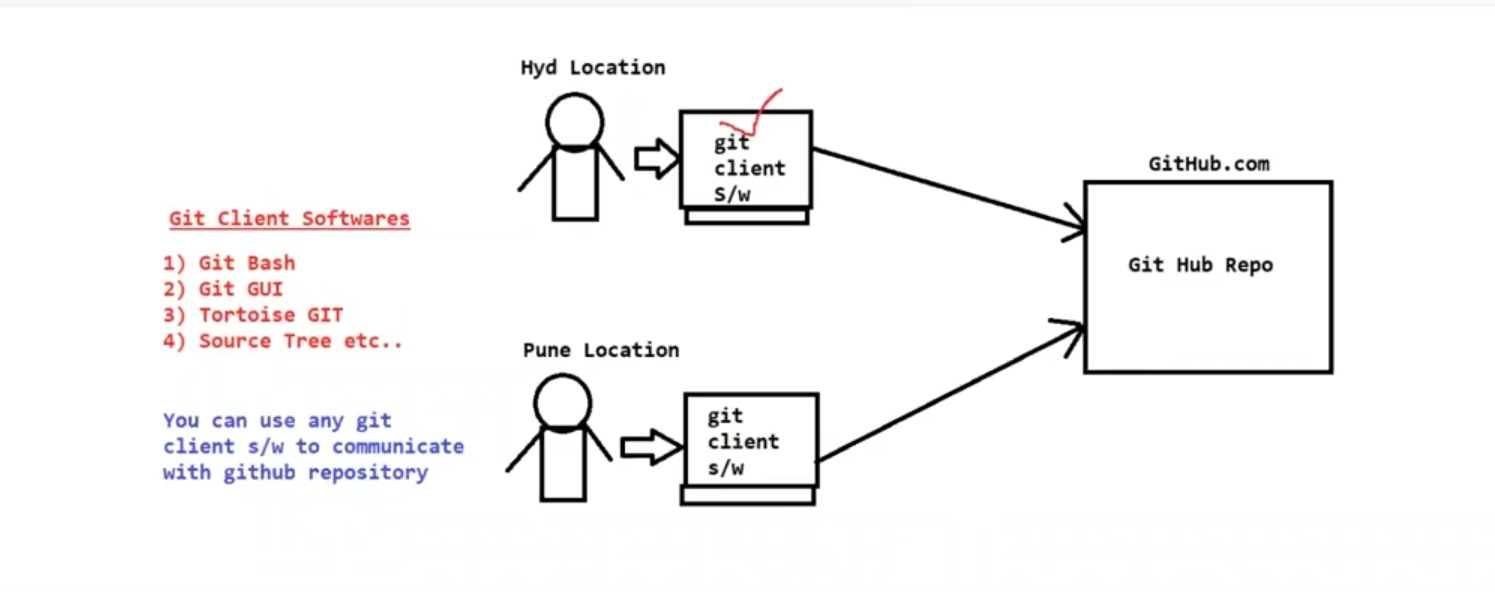 Hyd Location
git
client
S/w
GitHub.com
Git Hub Repo
Git Client Softwares
1) Git Bash
2) Git GUI
3) Tortoise GIT
4) Source Tree etc..
Pune Location
git
client
s/w
You can use any git
client s/w to communicate
with github repository